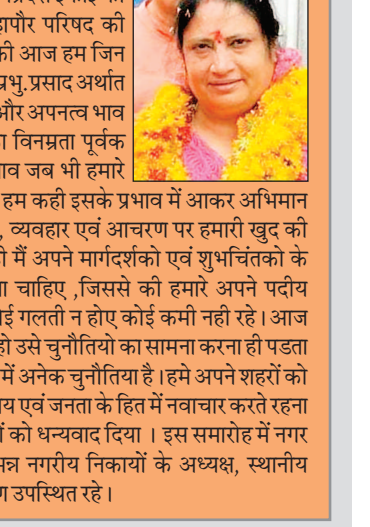 महापौर परिषद की
की आज हम जिन
प्रभु.प्रसाद अर्थात
और अपनत्व भाव
विनम्रता पूर्वक
भाव जब भी हमारे
हम कही इसके प्रभाव में आकर अभिमान
, व्यवहार एवं आचरण पर हमारी खुद की
मैं अपने मार्गदर्शको एवं शुभचिंतको के
चाहिए ,जिससे की हमारे अपने पदीय
गलती न होए कोई कमी नही रहे। आज
हो उसे चुनौतियो का सामना करना ही पडता
में अनेक चुनौतिया है।हमे अपने शहरों को
एवं जनता के हित में नवाचार करते रहना
को धन्यवाद दिया । इस समारोह में नगर
नगरीय निकायों के अध्यक्ष, स्थानीय
उपस्थित रहे।